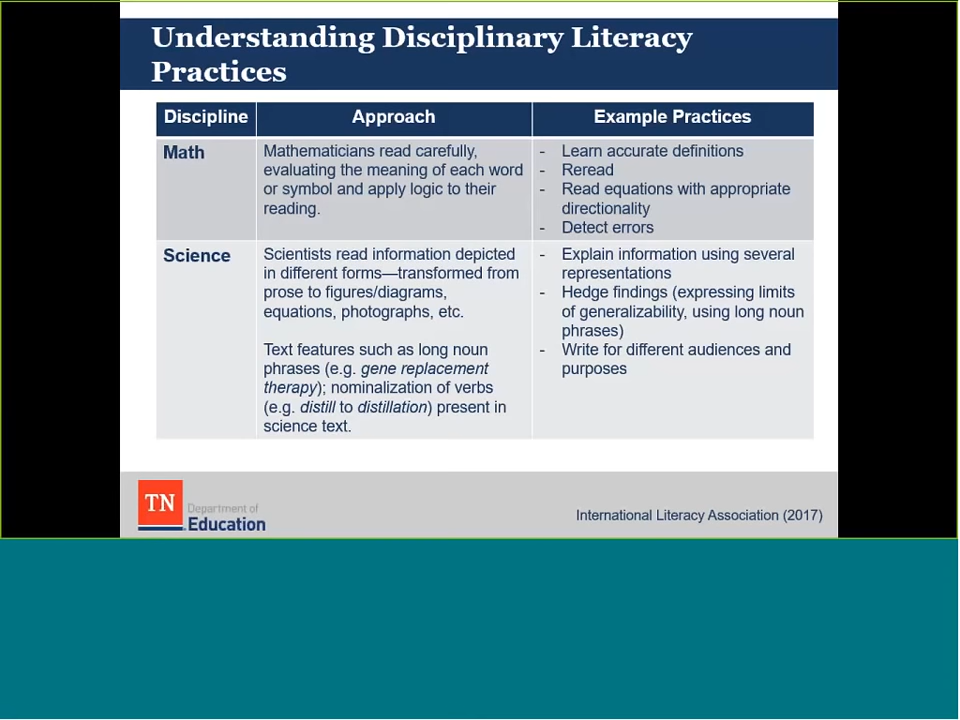 Understanding Disciplinary Literacy
Practices
Discipline
Approach
Example Practices
Math
Mathematicians read carefully,
evaluating the meaning of each word
or symbol and apply logic to their
reading.
- Learn accurate definitions
- Reread
- Read equations with appropriate
directionality
- Detect errors
Science
Scientists read information depicted
in different forms—transformed from
prose to figures/diagrams,
equations, photographs, etc.
Text features such as long noun
phrases (e.g. gene replacement
therapy); nominalization of verbs
(e.g. distill to distillation) present in
science text.
- Explain information using several
representations
- Hedge findings (expressing limits
of generalizability, using long noun
phrases)
- Write for different audiences and
purposes
TN
Department of
Education
International Literacy Association (2017)